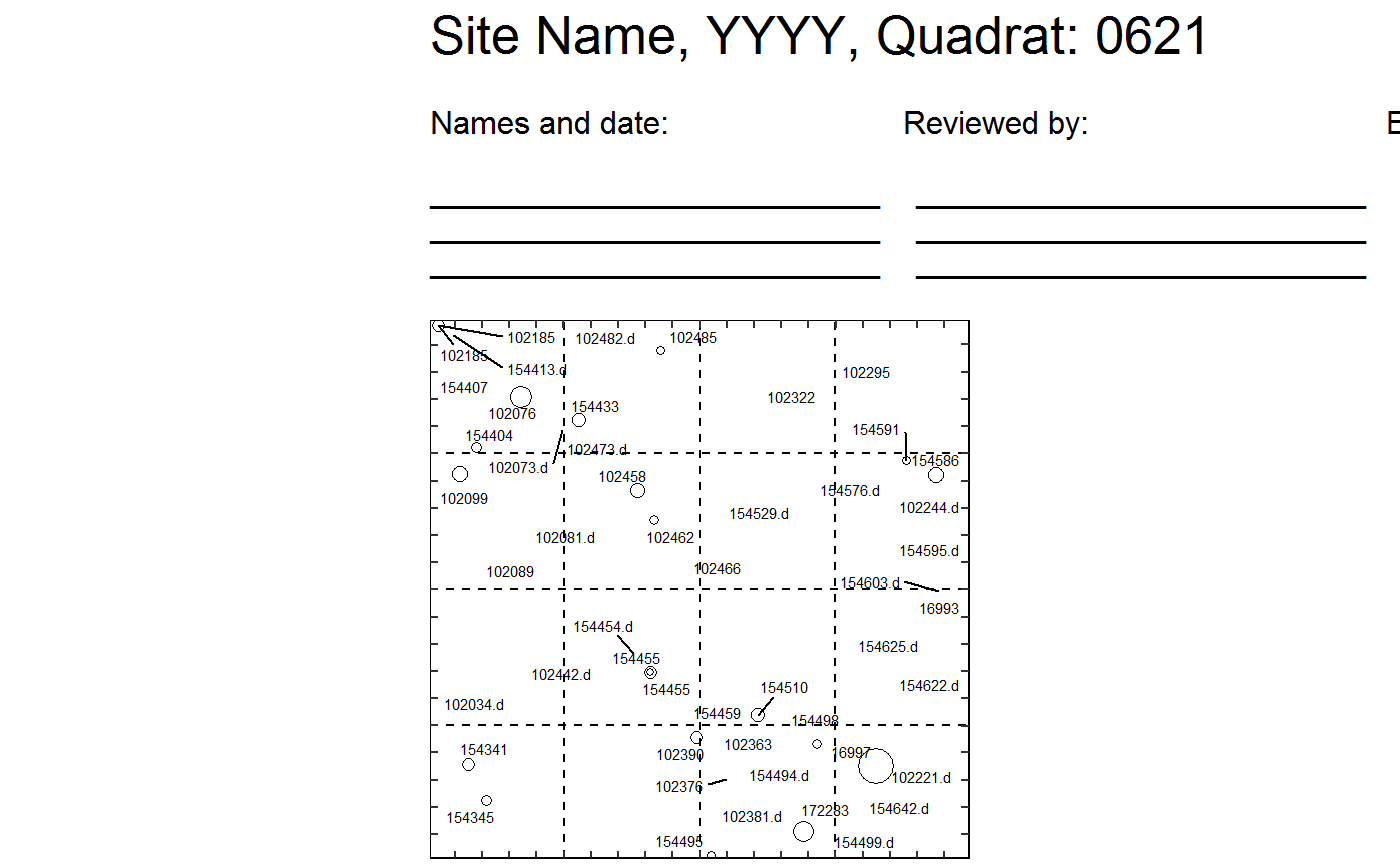 Site Name, YYYY, Quadrat: 0621
Names and date: Reviewed by: E
102185 102482.d 102485
102185
154413.d 102295
154407
102322
102076 154433
154591
154404
102473.d
102073.d 154586
102458
102099 154576.d
102244.d
154529.d
102081.d 102462
154595.d
102089 102466
154603.d
16993
154454.d
154625.d
154455
102442.d
154455 154510 154622.d
102034.d
154459 154498
102363
154341 102390 16997
154494.d 102221.d
102376
172283 154642.d
154345 102381.d
154495 154499.d